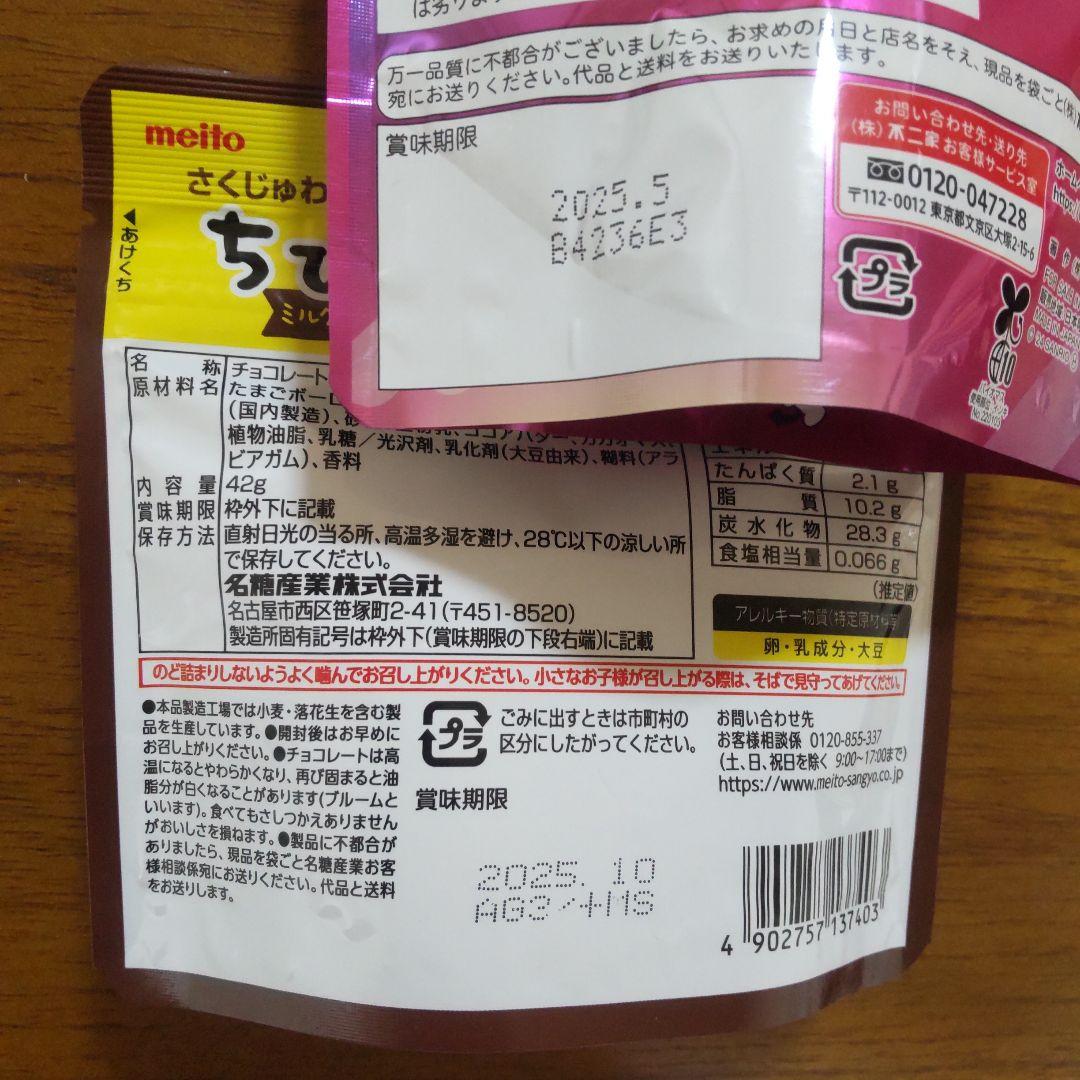 は劣りま
万一品質に不都合がございましたら、お求めの月日と店名をそえ、現品を袋ごと(株)
宛にお送りください。代品と送料をお送りいたします。
賞味期限
2025.5
B4236E3
お問い合わせ先・送り先
(株)不二家 お客様サービス室
0120-047228
〒112-0012 東京都文京区大塚2-15-6
ホーム
https:/
プラ
バイオマス
No.220103
meito
さくじゅわ
ちび
ミルク
◀あけくち
名称 チョコレート
原材料名 たまごボーロ
(国内製造)、砂
植物油脂、乳糖/光沢剤、乳化剤(大豆由来)、糊料(アラ
ビアガム)、香料
内容量 42g
賞味期限 枠外下に記載
保存方法 直射日光の当る所、高温多湿を避け、28℃以下の涼しい所
で保存してください。
名糖産業株式会社
名古屋市西区笹塚町2-41(〒451-8520)
製造所固有記号は枠外下(賞味期限の下段右端)に記載
たんぱく質 2.1g
脂質 10.2g
炭水化物 28.3g
食塩相当量 0.066g
(推定値)
アレルギー物質(特定原材料等)
卵・乳成分・大豆
のど詰まりしないようよく噛んでお召し上がりください。小さなお子様が召し上がる際は、そばで見守ってあげてください。
●本品製造工場では小麦・落花生を含む製
品を生産しています。●開封後はお早めに
お召し上がりください。●チョコレートは高
温になるとやわらかくなり、再び固まると油
脂分が白くなることがあります(ブルームと
いいます)。食べてもさしつかえありません
がおいしさを損ねます。●製品に不都合が
ありましたら、現品を袋ごと名糖産業お客
様相談係宛にお送りください。代品と送料
をお送りします。
プラ
ごみに出すときは市町村の
区分にしたがってください。
賞味期限
2025.10
お問い合わせ先
お客様相談係 0120-855-337
(土、日、祝日を除く 9:00~17:00まで)
https://www.meito-sangyo.co.jp
4 902757 137403